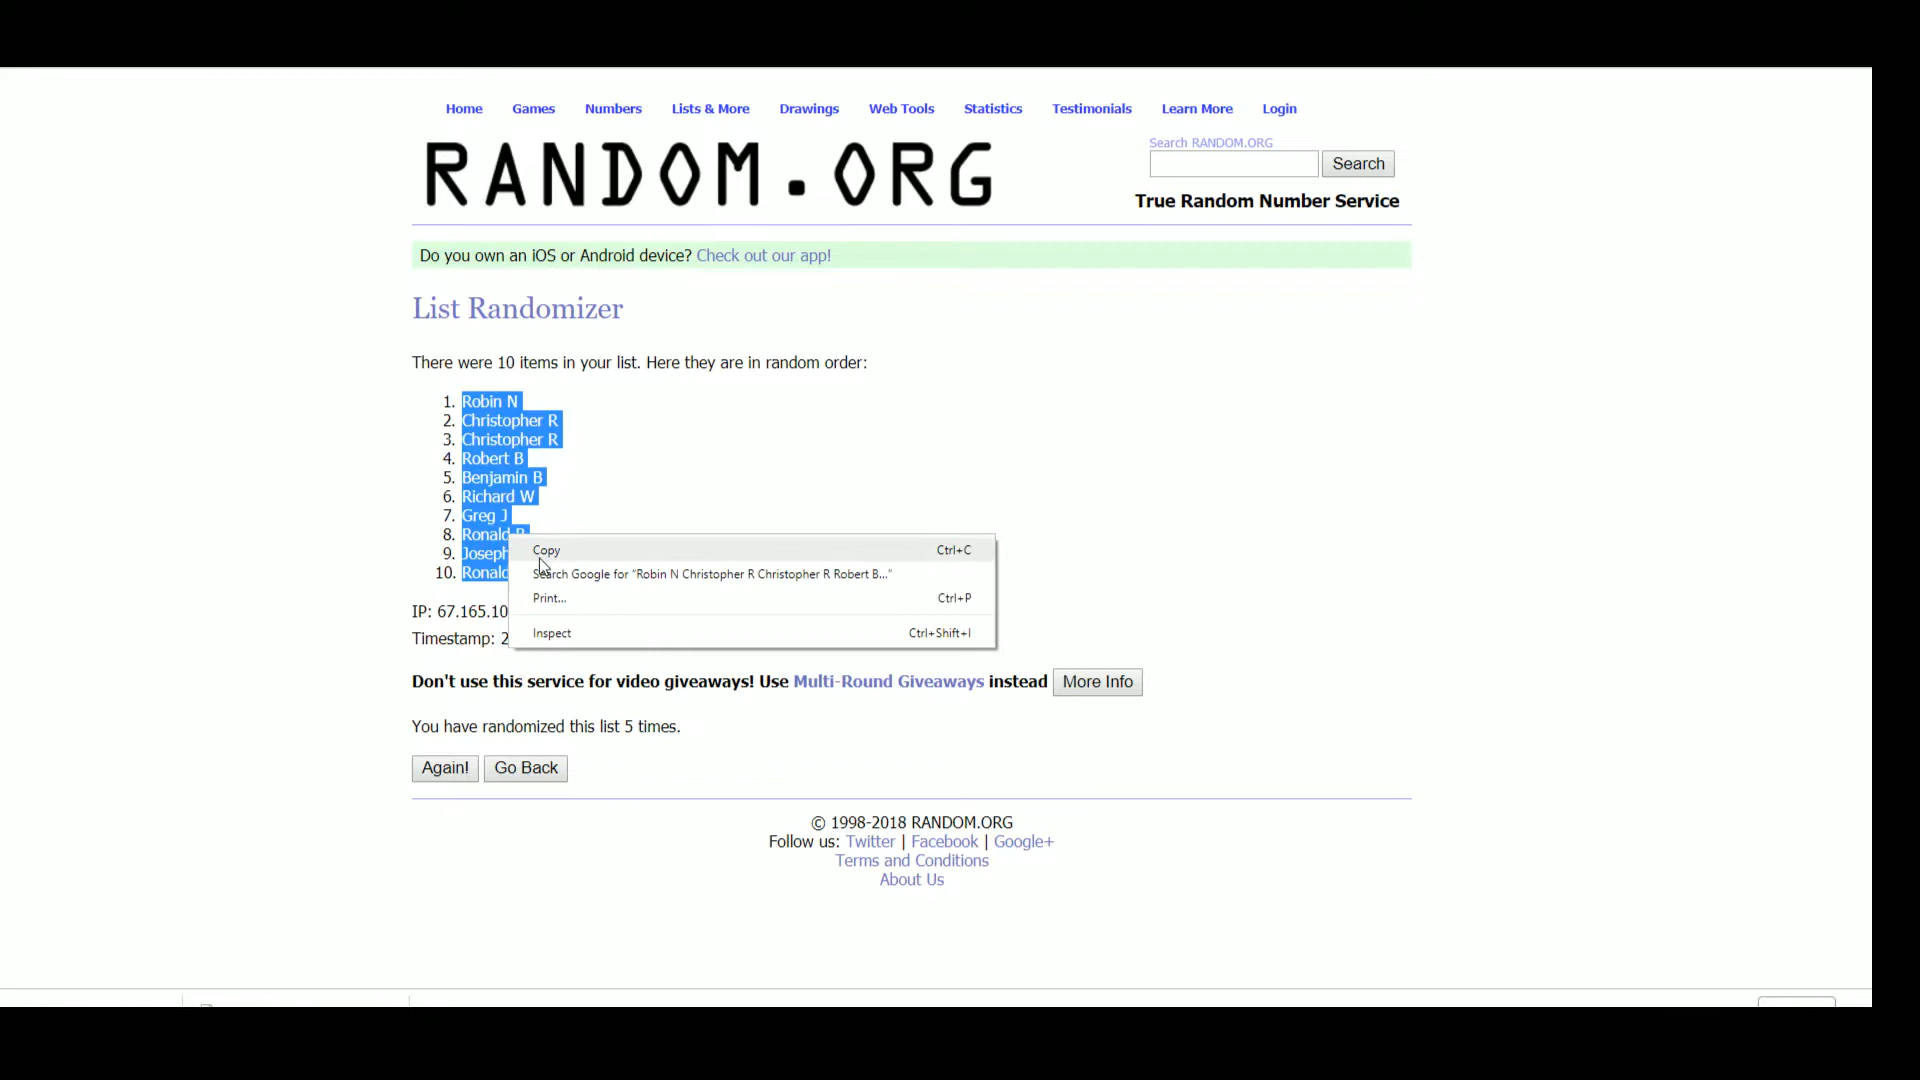 Home Games Numbers Lists & More Drawings Web Tools Statistics Testimonials Learn More Login
RANDOM.ORG
Search RANDOM.ORG
Search
True Random Number Service
Do you own an iOS or Android device? Check out our app!
List Randomizer
There were 10 items in your list. Here they are in random order:
1. Robin N
2. Christopher R
3. Christopher R
4. Robert B
5. Benjamin B
6. Richard W
7. Greg J
8. Ronald
9. Joseph
10. Ronald
Copy Ctrl+C
Search Google for "Robin N Christopher R Christopher R Robert B..."
Print... Ctrl+P
Inspect Ctrl+Shift+I
IP: 67.165.10
Timestamp: 2
Don't use this service for video giveaways! Use Multi-Round Giveaways instead More Info
You have randomized this list 5 times.
Again! Go Back
© 1998-2018 RANDOM.ORG
Follow us: Twitter | Facebook | Google+
Terms and Conditions
About Us